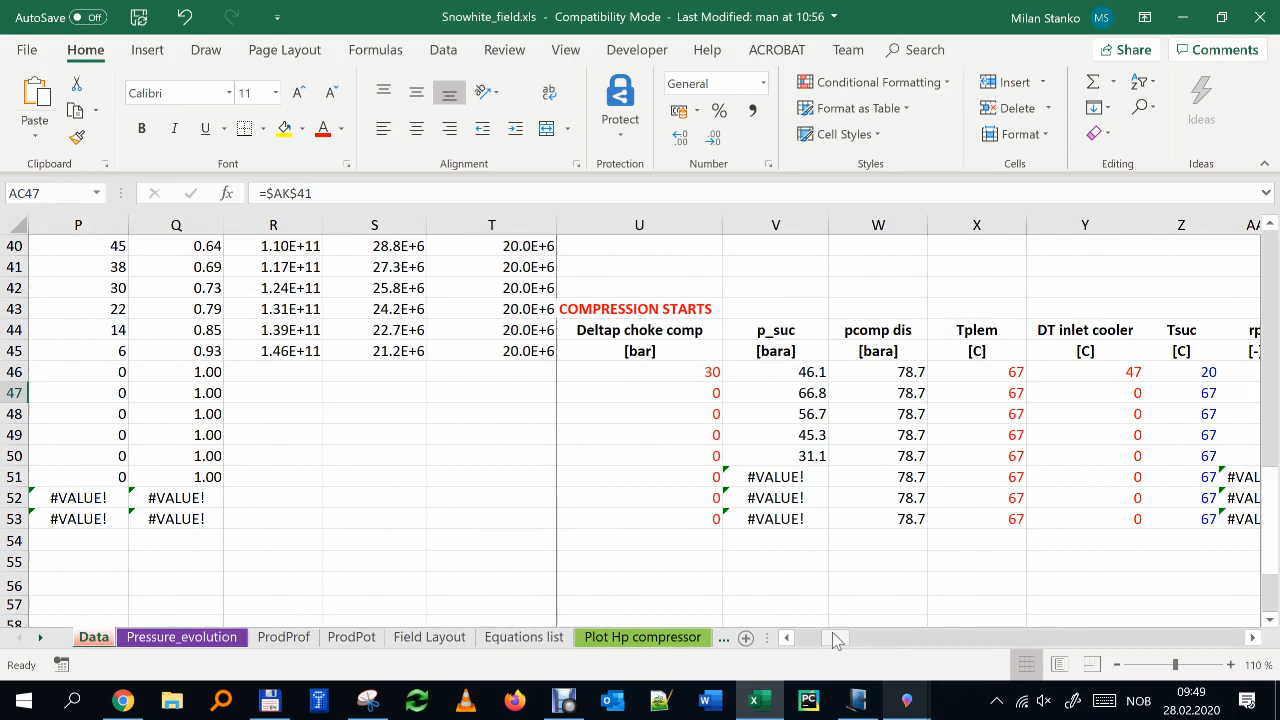 AutoSave Off
Snowhite_field.xls - Compatibility Mode - Last Modified: man at 10:56
Milan Stanko MS
File Home Insert Draw Page Layout Formulas Data Review View Developer Help ACROBAT Team Search Share Comments
Paste
Calibri 11
General
Conditional Formatting
Format as Table
Cell Styles
Protect
Insert
Delete
Format
Ideas
Clipboard Font Alignment Protection Number Styles Cells Editing Ideas
AC47 fx =$AK$41
P Q R S T U V W X Y Z AA
40 45 0.64 1.10E+11 28.8E+6 20.0E+6
41 38 0.69 1.17E+11 27.3E+6 20.0E+6
42 30 0.73 1.24E+11 25.8E+6 20.0E+6
43 22 0.79 1.31E+11 24.2E+6 20.0E+6 COMPRESSION STARTS
44 14 0.85 1.39E+11 22.7E+6 20.0E+6 Deltap choke comp p_suc pcomp dis Tplem DT inlet cooler Tsuc rp
45 6 0.93 1.46E+11 21.2E+6 20.0E+6 [bar] [bara] [bara] [C] [C] [C] [-]
46 0 1.00 30 46.1 78.7 67 47 20
47 0 1.00 0 66.8 78.7 67 0 67
48 0 1.00 0 56.7 78.7 67 0 67
49 0 1.00 0 45.3 78.7 67 0 67
50 0 1.00 0 31.1 78.7 67 0 67
51 0 1.00 0 #VALUE! 78.7 67 0 67 #VAL
52 #VALUE! #VALUE! 0 #VALUE! 78.7 67 0 67 #VAL
53 #VALUE! #VALUE! 0 #VALUE! 78.7 67 0 67 #VAL
54
55
56
57
58
Data Pressure_evolution ProdProf ProdPot Field Layout Equations list Plot Hp compressor ...
Ready 110 %
NOB 09:49
28.02.2020